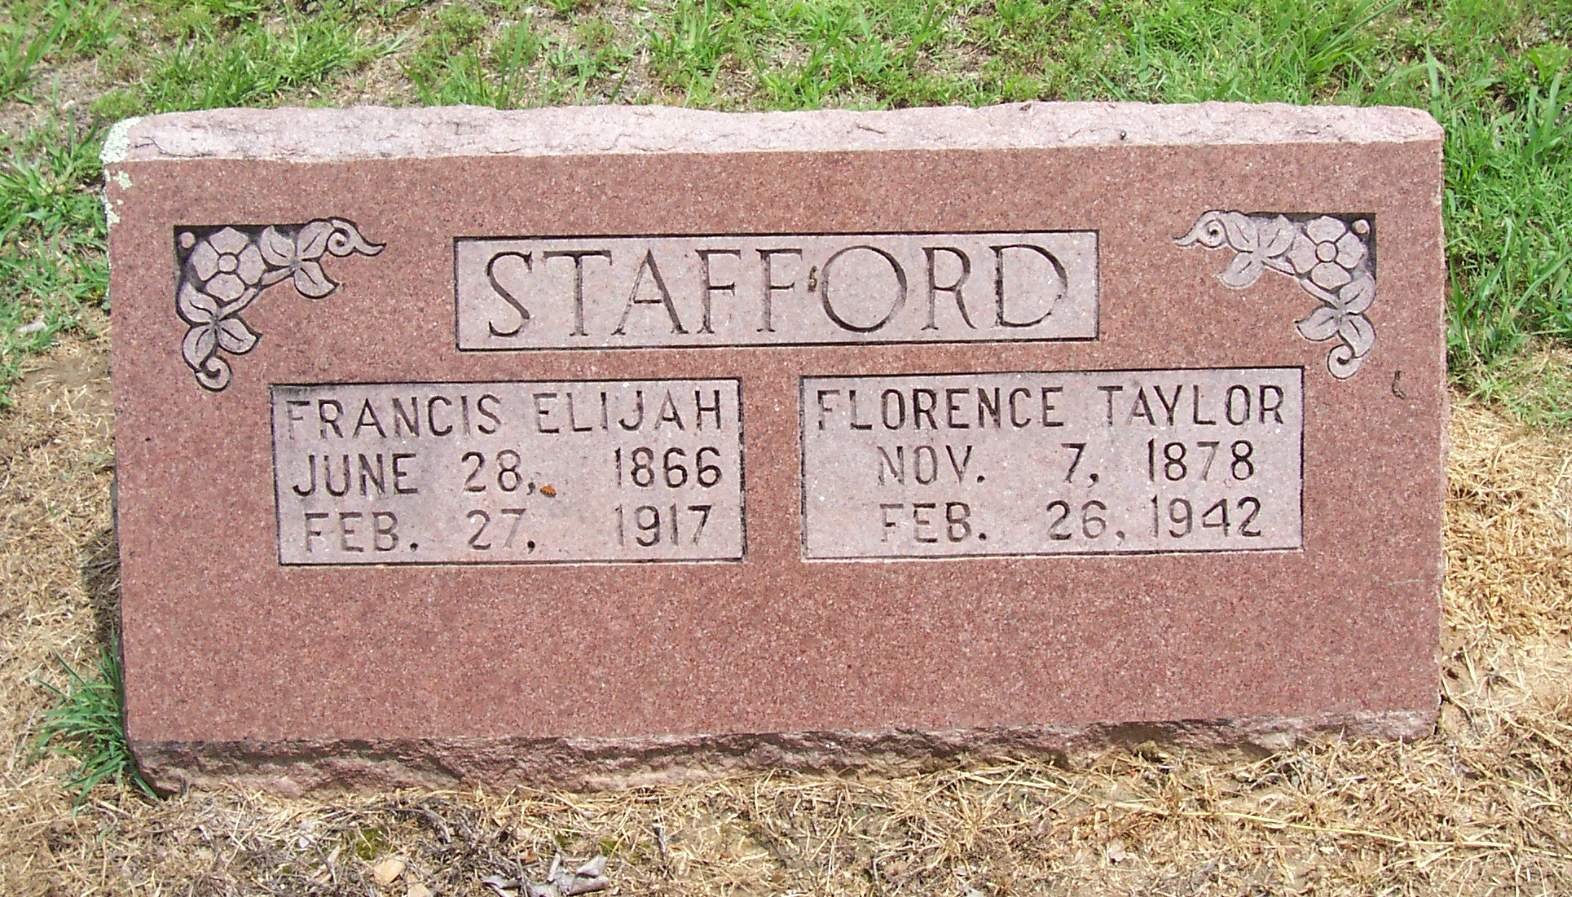 STAFFORD
FRANCIS ELIJAH
JUNE 28, 1866
FEB. 27, 1917
FLORENCE TAYLOR
NOV. 7, 1878
FEB. 26, 1942